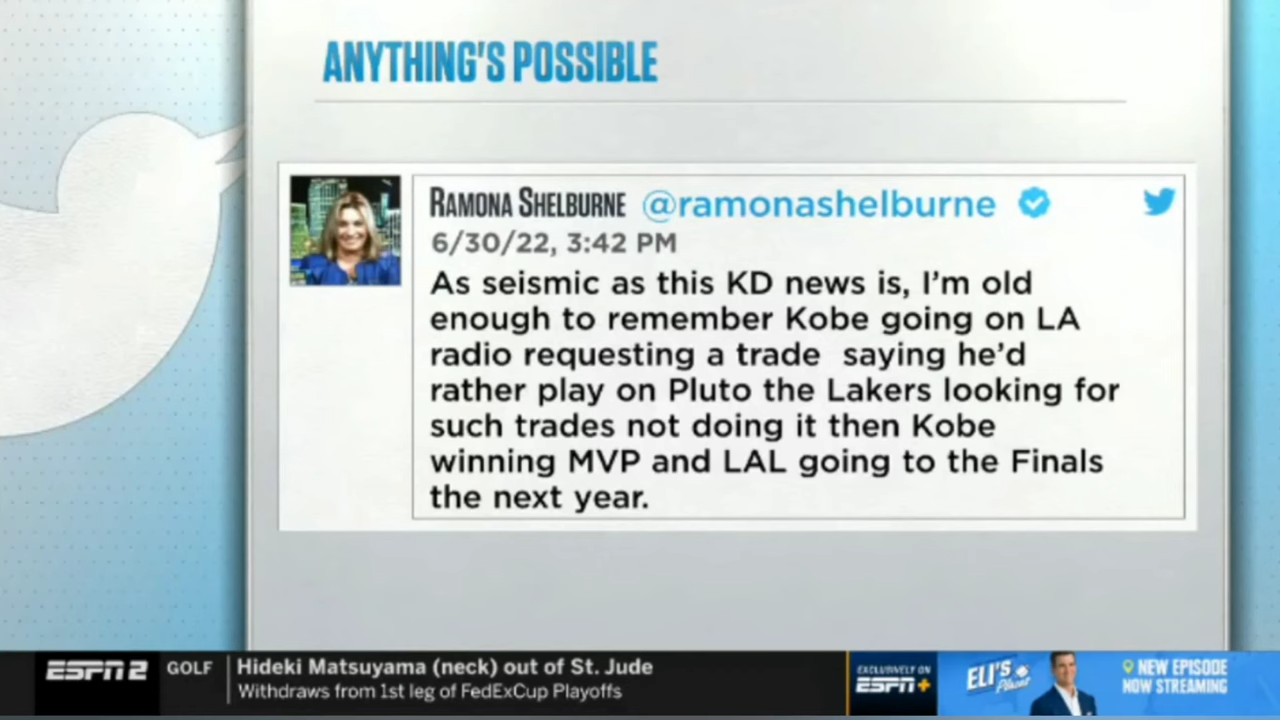 ANYTHING'S POSSIBLE
RAMONA SHELBURNE @ramonashelburne
6/30/22, 3:42 PM
As seismic as this KD news is, I'm old
enough to remember Kobe going on LA
radio requesting a trade  saying he'd
rather play on Pluto the Lakers looking for
such trades not doing it then Kobe
winning MVP and LAL going to the Finals
the next year.
ESPN2 GOLF Hideki Matsuyama (neck) out of St. Jude
Withdraws from 1st leg of FedExCup Playoffs
EXCLUSIVELY ON
ESPN+
ELI'S
Places
NEW EPISODE
NOW STREAMING